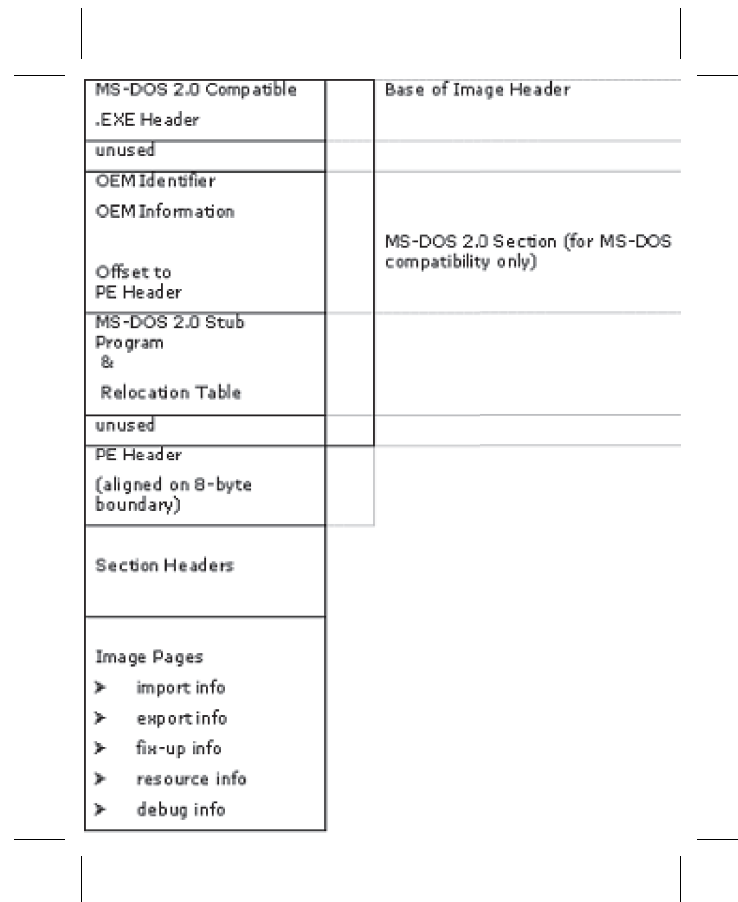 MS-DOS 2.0 Compatible
.EXE Header
Base of Image Header
unused
OEM Identifier
OEM Information
Offset to
PE Header
MS-DOS 2.0 Section (for MS-DOS
compatibility only)
MS-DOS 2.0 Stub
Program
&
Relocation Table
unused
PE Header
(aligned on 8-byte
boundary)
Section Headers
Image Pages
➢ import info
➢ export info
➢ fix-up info
➢ resource info
➢ debug info